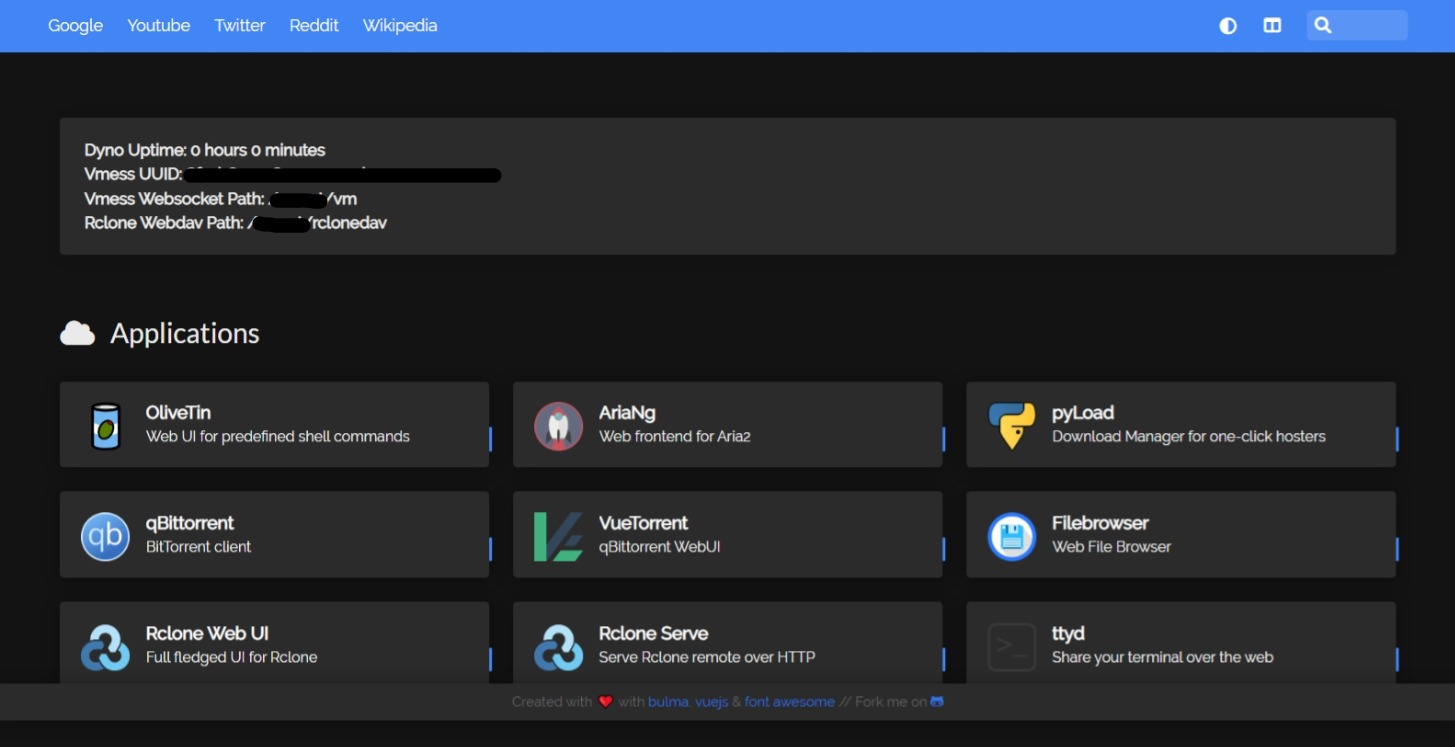 Google Youtube Twitter Reddit Wikipedia
Dyno Uptime: 0 hours 0 minutes
Vmess UUID:
Vmess Websocket Path: /vm
Rclone Webdav Path: / /rclonedav
Applications
OliveTin
Web UI for predefined shell commands
AriaNg
Web frontend for Aria2
pyLoad
Download Manager for one-click hosters
qb
qBittorrent
BitTorrent client
VueTorrent
qBittorrent WebUI
Filebrowser
Web File Browser
Rclone Web UI
Full fledged UI for Rclone
Rclone Serve
Serve Rclone remote over HTTP
>_
ttyd
Share your terminal over the web
Created with ❤️ with bulma, vuejs & font awesome // Fork me on